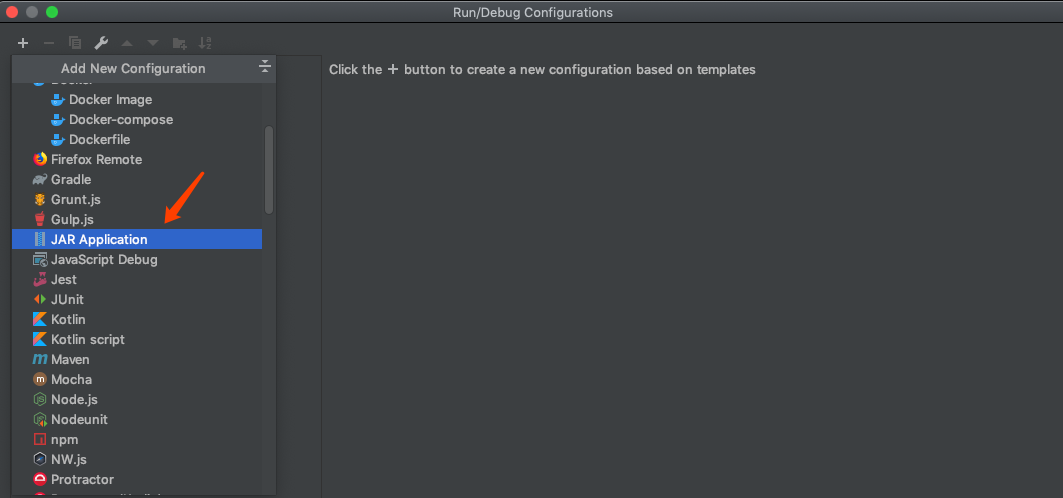 Run/Debug Configurations
Add New Configuration
Click the + button to create a new configuration based on templates
Docker
Docker Image
Docker-compose
Dockerfile
Firefox Remote
Gradle
Grunt.js
Gulp.js
JAR Application
JavaScript Debug
Jest
JUnit
Kotlin
Kotlin script
Maven
Mocha
Node.js
Nodeunit
npm
NW.js
Protractor